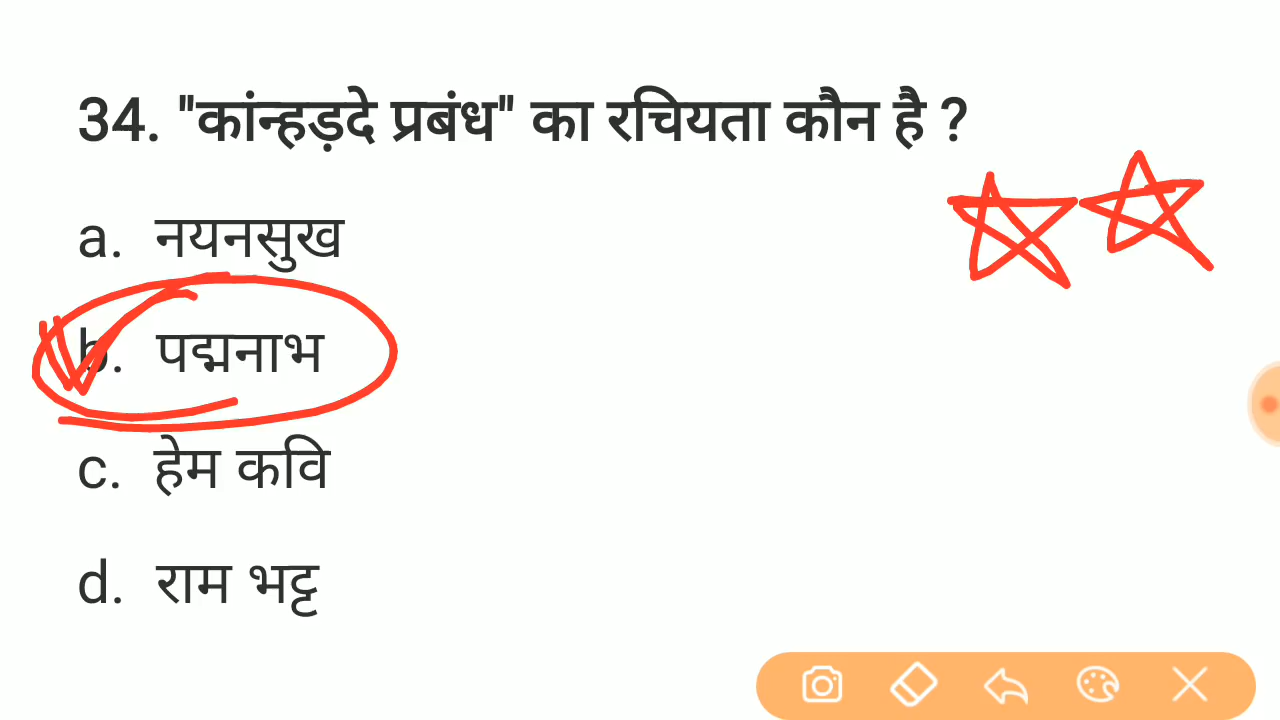 34. "कांन्हड़दे प्रबंध" का रचियता कौन है ?
a. नयनसुख
b. पद्मनाभ
c. हेम कवि
d. राम भट्ट